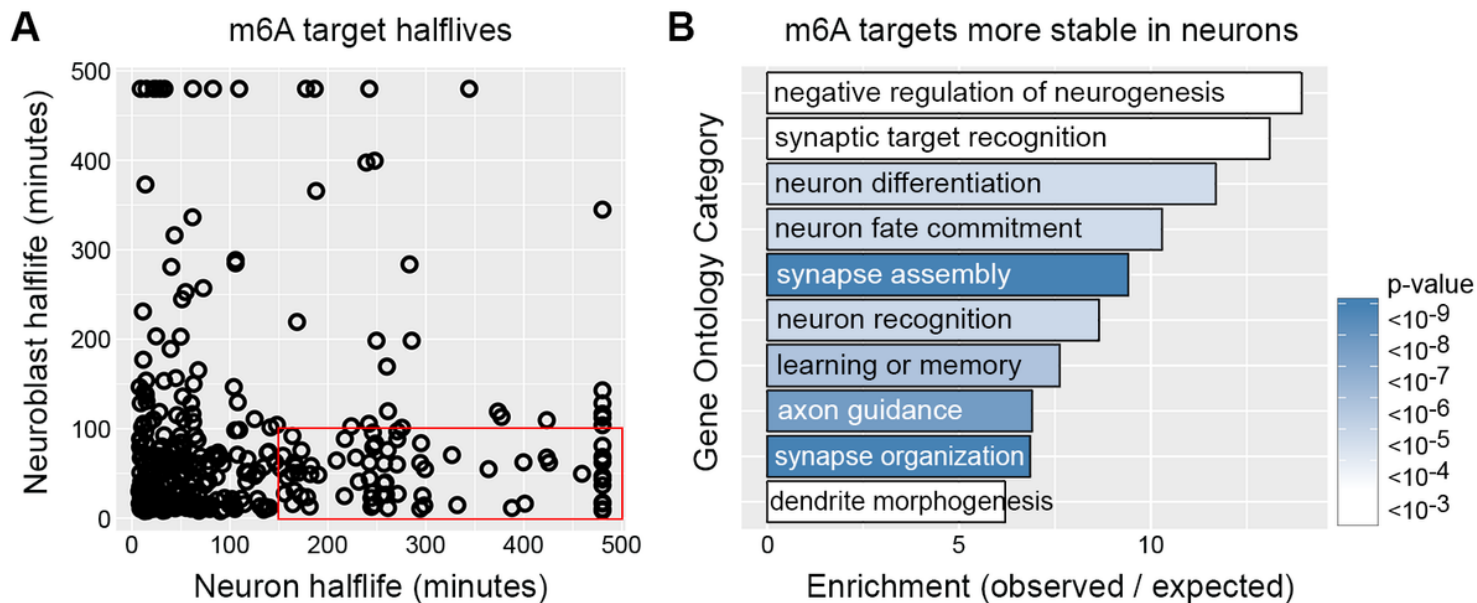 A
m6A target halflives
Neuroblast halflife (minutes)
500
400
300
200
100
0
0 100 200 300 400 500
Neuron halflife (minutes)
B
m6A targets more stable in neurons
Gene Ontology Category
negative regulation of neurogenesis
synaptic target recognition
neuron differentiation
neuron fate commitment
synapse assembly
neuron recognition
learning or memory
axon guidance
synapse organization
dendrite morphogenesis
0 5 10
Enrichment (observed / expected)
p-value
<10-9
<10-8
<10-7
<10-6
<10-5
<10-4
<10-3